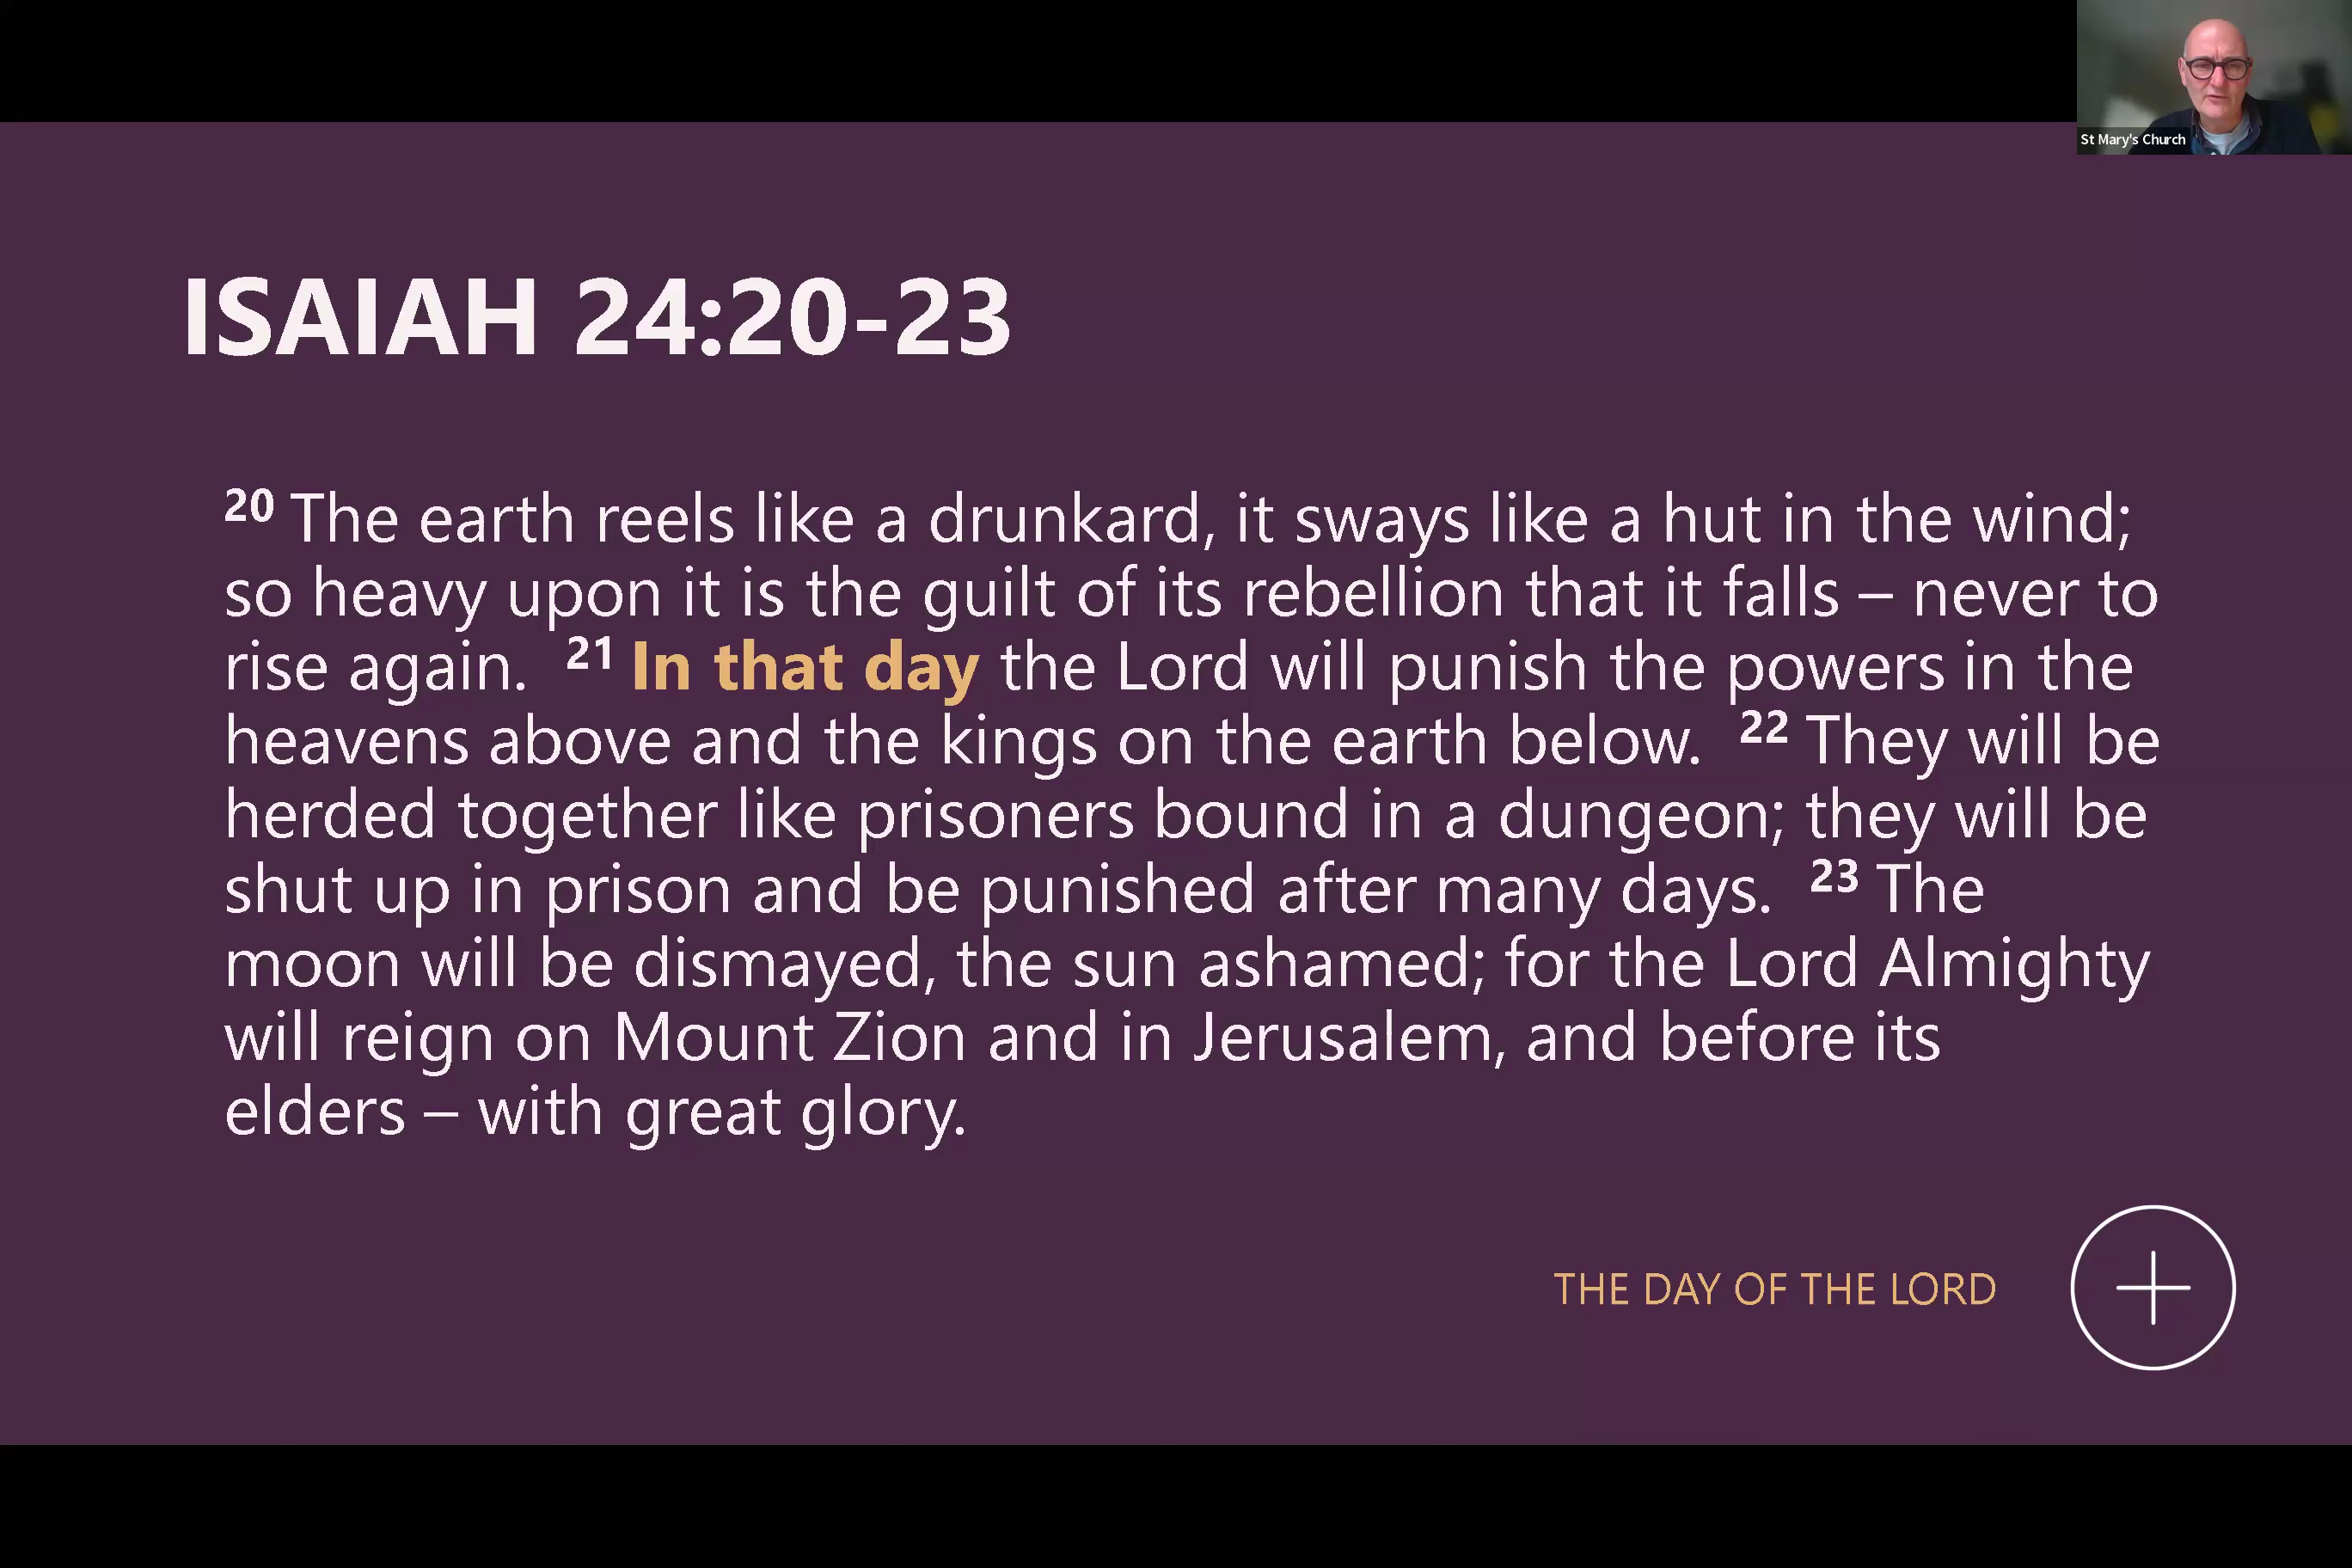 St Mary's Church
ISAIAH 24:20-23
20 The earth reels like a drunkard, it sways like a hut in the wind;
so heavy upon it is the guilt of its rebellion that it falls – never to
rise again. 21 In that day the Lord will punish the powers in the
heavens above and the kings on the earth below. 22 They will be
herded together like prisoners bound in a dungeon; they will be
shut up in prison and be punished after many days. 23 The
moon will be dismayed, the sun ashamed; for the Lord Almighty
will reign on Mount Zion and in Jerusalem, and before its
elders – with great glory.
THE DAY OF THE LORD